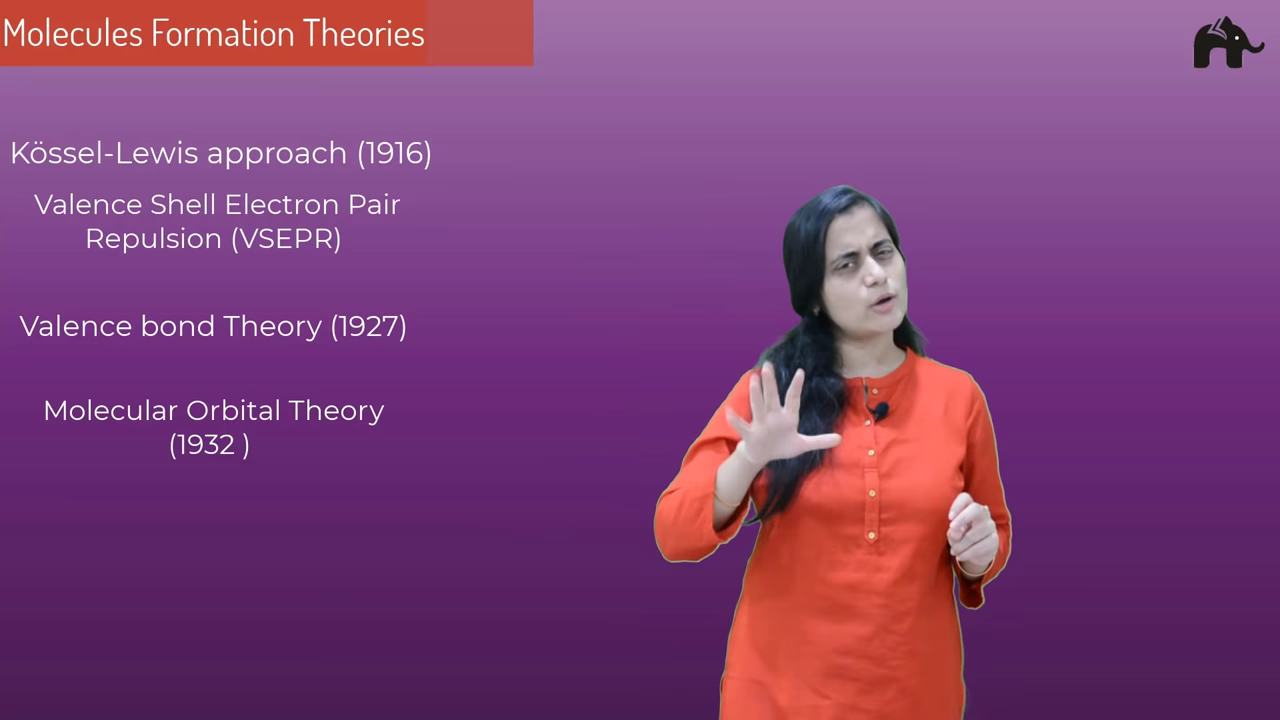 Molecules Formation Theories
Kössel-Lewis approach (1916)
Valence Shell Electron Pair
Repulsion (VSEPR)
Valence bond Theory (1927)
Molecular Orbital Theory
(1932 )